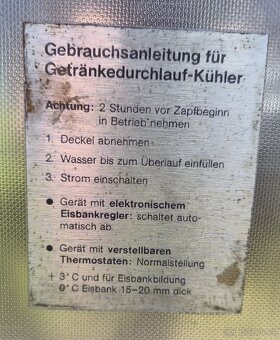 Gebrauchsanleitung für
Getränkedurchlauf-Kühler
Achtung: 2 Stunden vor Zapfbeginn
in Betrieb nehmen
1. Deckel abnehmen
2. Wasser bis zum Überlauf einfüllen
3. Strom einschalten
● Gerät mit elektronischem
Eisbankregler: schaltet auto-
matisch ab.
● Gerät mit verstellbaren
Thermostaten: Normalstellung
+ 3°C und für Eisbankbildung
0°C Eisbank 15–20 mm dick